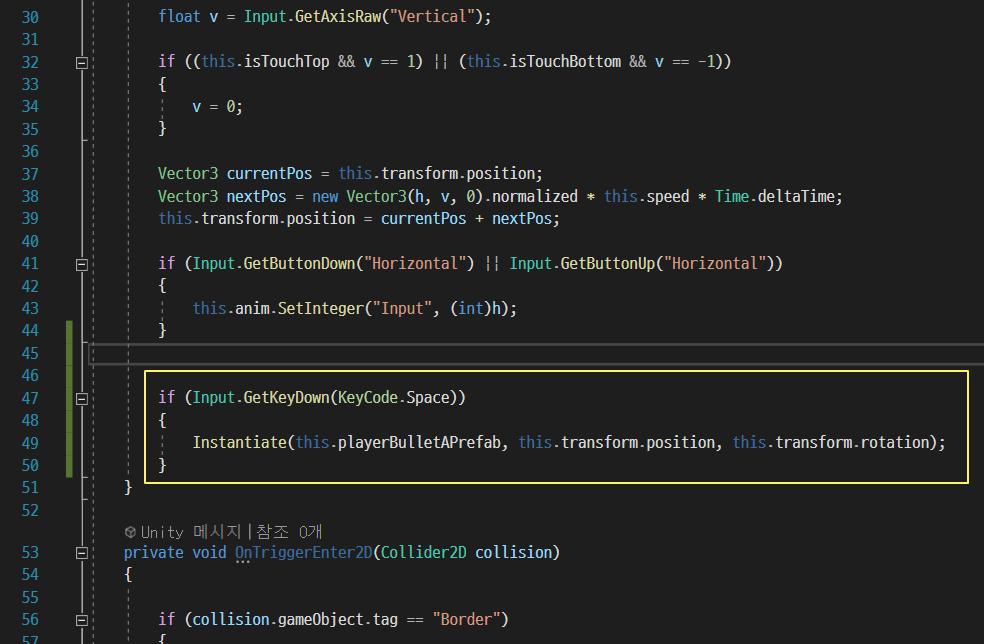 30 float v = Input.GetAxisRaw("Vertical");
31
32 if ((this.isTouchTop && v == 1) || (this.isTouchBottom && v == -1))
33 {
34 v = 0;
35 }
36
37 Vector3 currentPos = this.transform.position;
38 Vector3 nextPos = new Vector3(h, v, 0).normalized * this.speed * Time.deltaTime;
39 this.transform.position = currentPos + nextPos;
40
41 if (Input.GetButtonDown("Horizontal") || Input.GetButtonUp("Horizontal"))
42 {
43 this.anim.SetInteger("Input", (int)h);
44 }
45
46
47 if (Input.GetKeyDown(KeyCode.Space))
48 {
49 Instantiate(this.playerBulletAPrefab, this.transform.position, this.transform.rotation);
50 }
51 }
52
Unity 메시지 | 참조 0개
53 private void OnTriggerEnter2D(Collider2D collision)
54 {
55
56 if (collision.gameObject.tag == "Border")
57 {